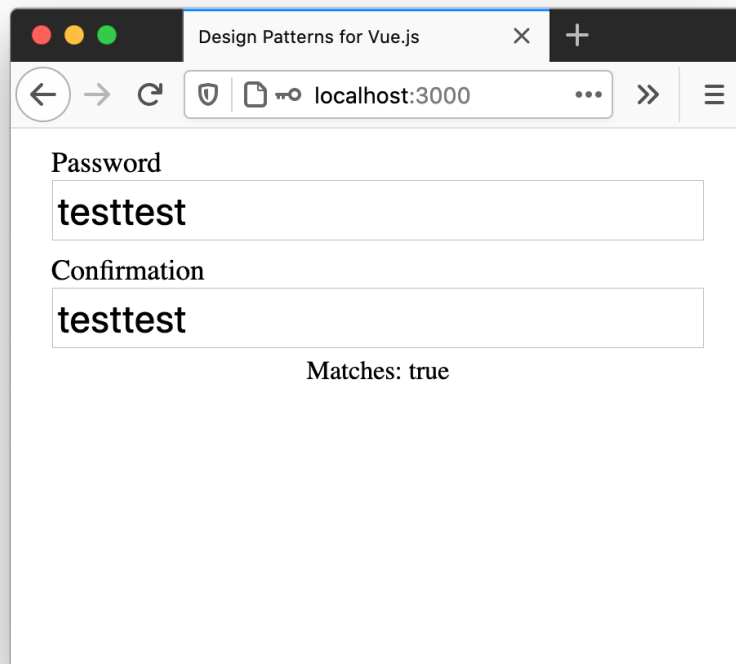 Design Patterns for Vue.js
localhost:3000
Password
testtest
Confirmation
testtest
Matches: true